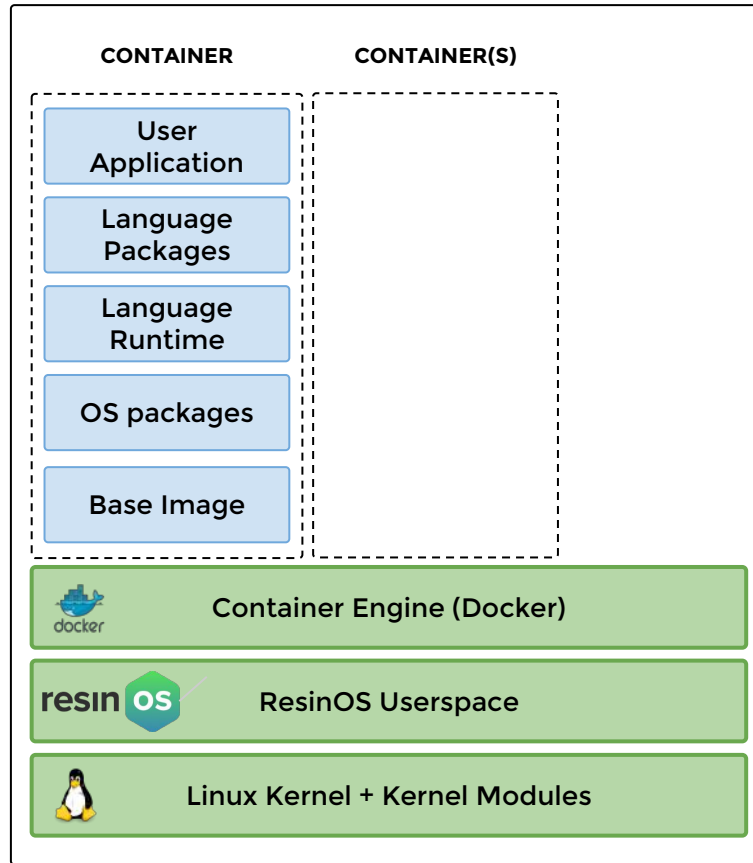 CONTAINER
CONTAINER(S)
User
Application
Language
Packages
Language
Runtime
OS packages
Base Image
docker
Container Engine (Docker)
resin OS
ResinOS Userspace
Linux Kernel + Kernel Modules